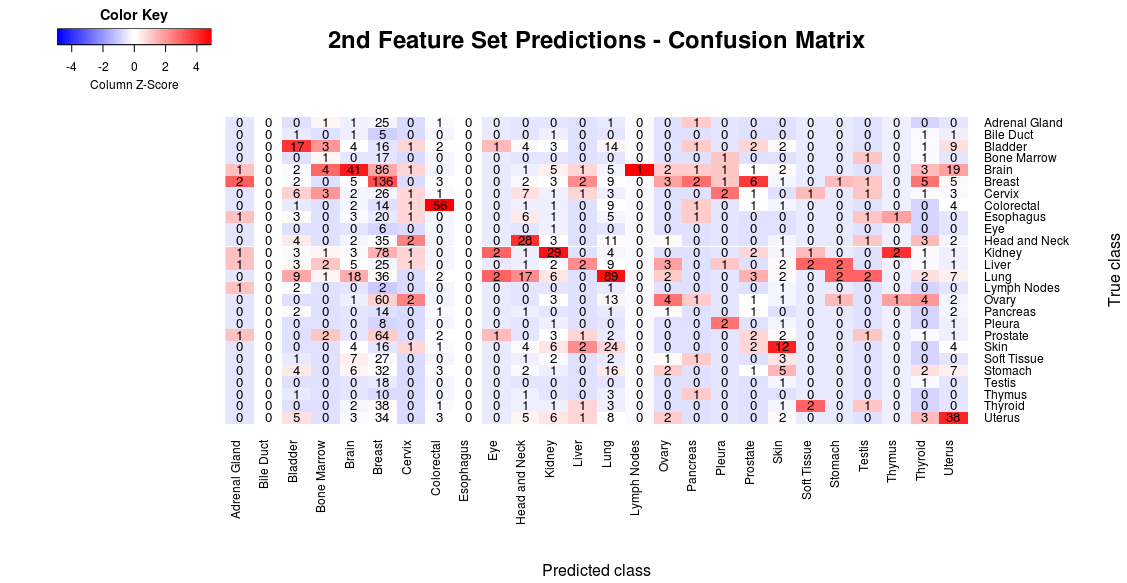 Color Key
-4 -2 0 2 4
Column Z-Score
2nd Feature Set Predictions - Confusion Matrix
0 0 0 1 1 25 0 1 0 0 0 0 0 1 0 0 1 0 0 0 0 0 0 0 0 0 Adrenal Gland
0 0 1 0 1 5 0 0 0 0 0 1 0 0 0 0 0 0 0 0 0 0 0 0 1 1 Bile Duct
0 0 17 3 4 16 1 2 0 1 4 3 0 14 0 0 1 0 2 2 0 0 0 0 1 9 Bladder
0 0 0 1 0 17 0 0 0 0 0 0 0 0 0 0 0 1 0 0 0 0 1 0 1 0 Bone Marrow
1 0 2 4 41 86 1 0 0 0 1 5 1 5 1 2 1 1 1 2 0 0 0 0 3 19 Brain
2 0 2 0 5 136 0 3 0 0 2 3 2 9 0 3 2 1 6 1 0 1 1 0 5 5 Breast
0 0 6 3 2 26 1 1 0 0 7 1 1 3 0 0 0 2 1 0 1 0 1 0 1 3 Cervix
0 0 0 0 2 14 1 56 0 0 1 1 0 9 0 0 1 0 1 1 0 0 0 0 0 4 Colorectal
1 0 3 0 3 20 1 0 0 0 6 1 0 5 0 0 1 0 0 0 0 0 1 1 0 0 Esophagus
0 0 0 0 0 6 0 0 0 0 0 0 0 0 0 0 0 0 0 0 0 0 0 0 0 0 Eye
0 0 4 0 2 35 2 0 0 0 28 3 0 11 0 1 0 0 0 0 0 0 1 0 3 2 Head and Neck
1 0 1 1 3 78 1 0 0 2 1 29 0 4 0 0 0 0 2 0 1 0 0 2 1 1 Kidney
1 0 3 2 5 25 1 0 0 0 1 2 2 9 0 3 0 1 0 2 2 2 0 0 1 1 Liver
0 0 9 1 18 36 0 2 0 2 17 6 0 89 0 2 0 0 3 2 0 2 2 0 2 7 Lung
1 0 2 0 0 2 0 0 0 0 0 0 0 1 0 0 0 0 0 0 0 0 0 0 0 0 Lymph Nodes
0 0 0 0 1 60 2 0 0 0 0 3 0 13 0 4 1 0 1 1 0 1 0 1 4 2 Ovary
0 0 2 0 0 14 0 1 0 0 0 0 0 1 0 1 0 0 1 0 0 0 0 0 0 2 Pancreas
0 0 0 0 0 8 0 0 0 0 0 1 0 0 0 0 0 2 0 1 0 0 0 0 0 1 Pleura
1 0 0 2 0 64 0 2 0 1 0 3 1 2 0 0 0 0 2 2 0 0 1 0 1 1 Prostate
0 0 0 0 4 16 1 1 0 0 4 6 2 24 0 0 0 0 2 12 0 0 0 0 0 4 Skin
0 0 1 0 7 27 0 0 0 0 1 2 0 2 0 1 1 0 0 3 0 0 0 0 0 0 Soft Tissue
0 0 4 0 6 32 0 3 0 0 2 1 0 16 0 2 0 0 1 5 0 0 0 0 2 7 Stomach
0 0 0 0 0 18 0 0 0 0 0 0 0 0 0 0 0 0 0 0 0 0 0 0 1 0 Testis
0 0 1 0 0 10 0 0 0 0 1 0 0 3 0 0 1 0 0 0 0 0 0 0 0 0 Thymus
0 0 0 0 2 38 0 1 0 0 0 1 1 3 0 0 0 0 0 1 2 0 1 0 0 0 Thyroid
0 0 5 0 3 34 0 3 0 0 5 6 1 8 0 2 0 0 0 2 0 0 0 0 3 38 Uterus
True class
Adrenal Gland
Bile Duct
Bladder
Bone Marrow
Brain
Breast
Cervix
Colorectal
Esophagus
Eye
Head and Neck
Kidney
Liver
Lung
Lymph Nodes
Ovary
Pancreas
Pleura
Prostate
Skin
Soft Tissue
Stomach
Testis
Thymus
Thyroid
Uterus
Predicted class